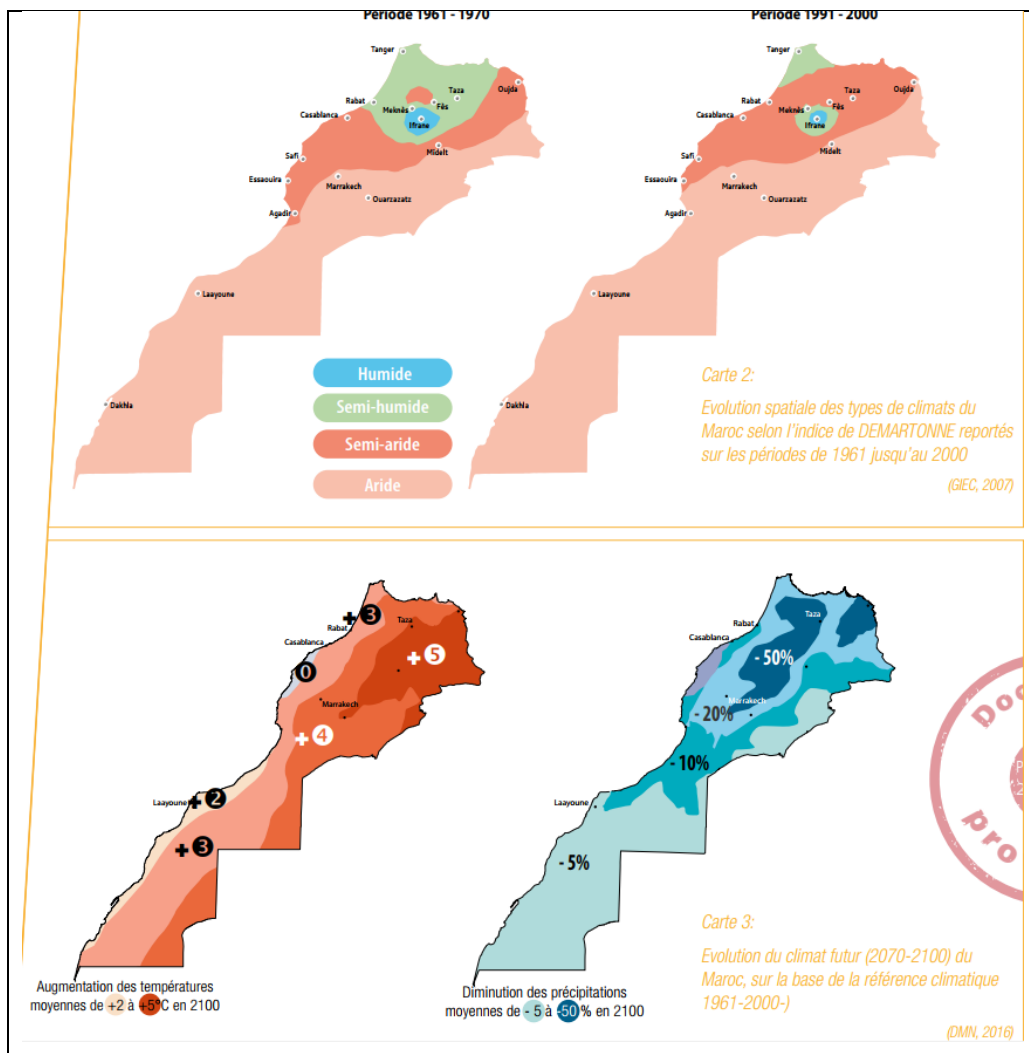 Période 1961 - 1970
Période 1991 - 2000
Tanger
Oujda
Taza
Rabat
Fès
Meknès
Casablanca
Ifrane
Midelt
Safi
Marrakech
Essaouira
Ouarzazatz
Agadir
Laayoune
Dakhla
Tanger
Oujda
Taza
Rabat
Fès
Meknès
Casablanca
Ifrane
Midelt
Safi
Marrakech
Essaouira
Ouarzazatz
Agadir
Laayoune
Dakhla
Humide
Semi-humide
Semi-aride
Aride
Carte 2:
Evolution spatiale des types de climats du
Maroc selon l'indice de DEMARTONNE reportés
sur les périodes de 1961 jusqu'au 2000
(GIEC, 2007)
+3
Rabat
Taza
Casablanca
+5
0
Marrakech
+4
Laayoune
+2
+3
Augmentation des températures
moyennes de +2 à +5°C en 2100
Taza
Rabat
Casablanca
- 50%
Marrakech
- 20%
- 10%
Laayoune
- 5%
Diminution des précipitations
moyennes de - 5 à -50 % en 2100
Carte 3:
Evolution du climat futur (2070-2100) du
Maroc, sur la base de la référence climatique
1961-2000-)
(DMN, 2016)
Doc
pro